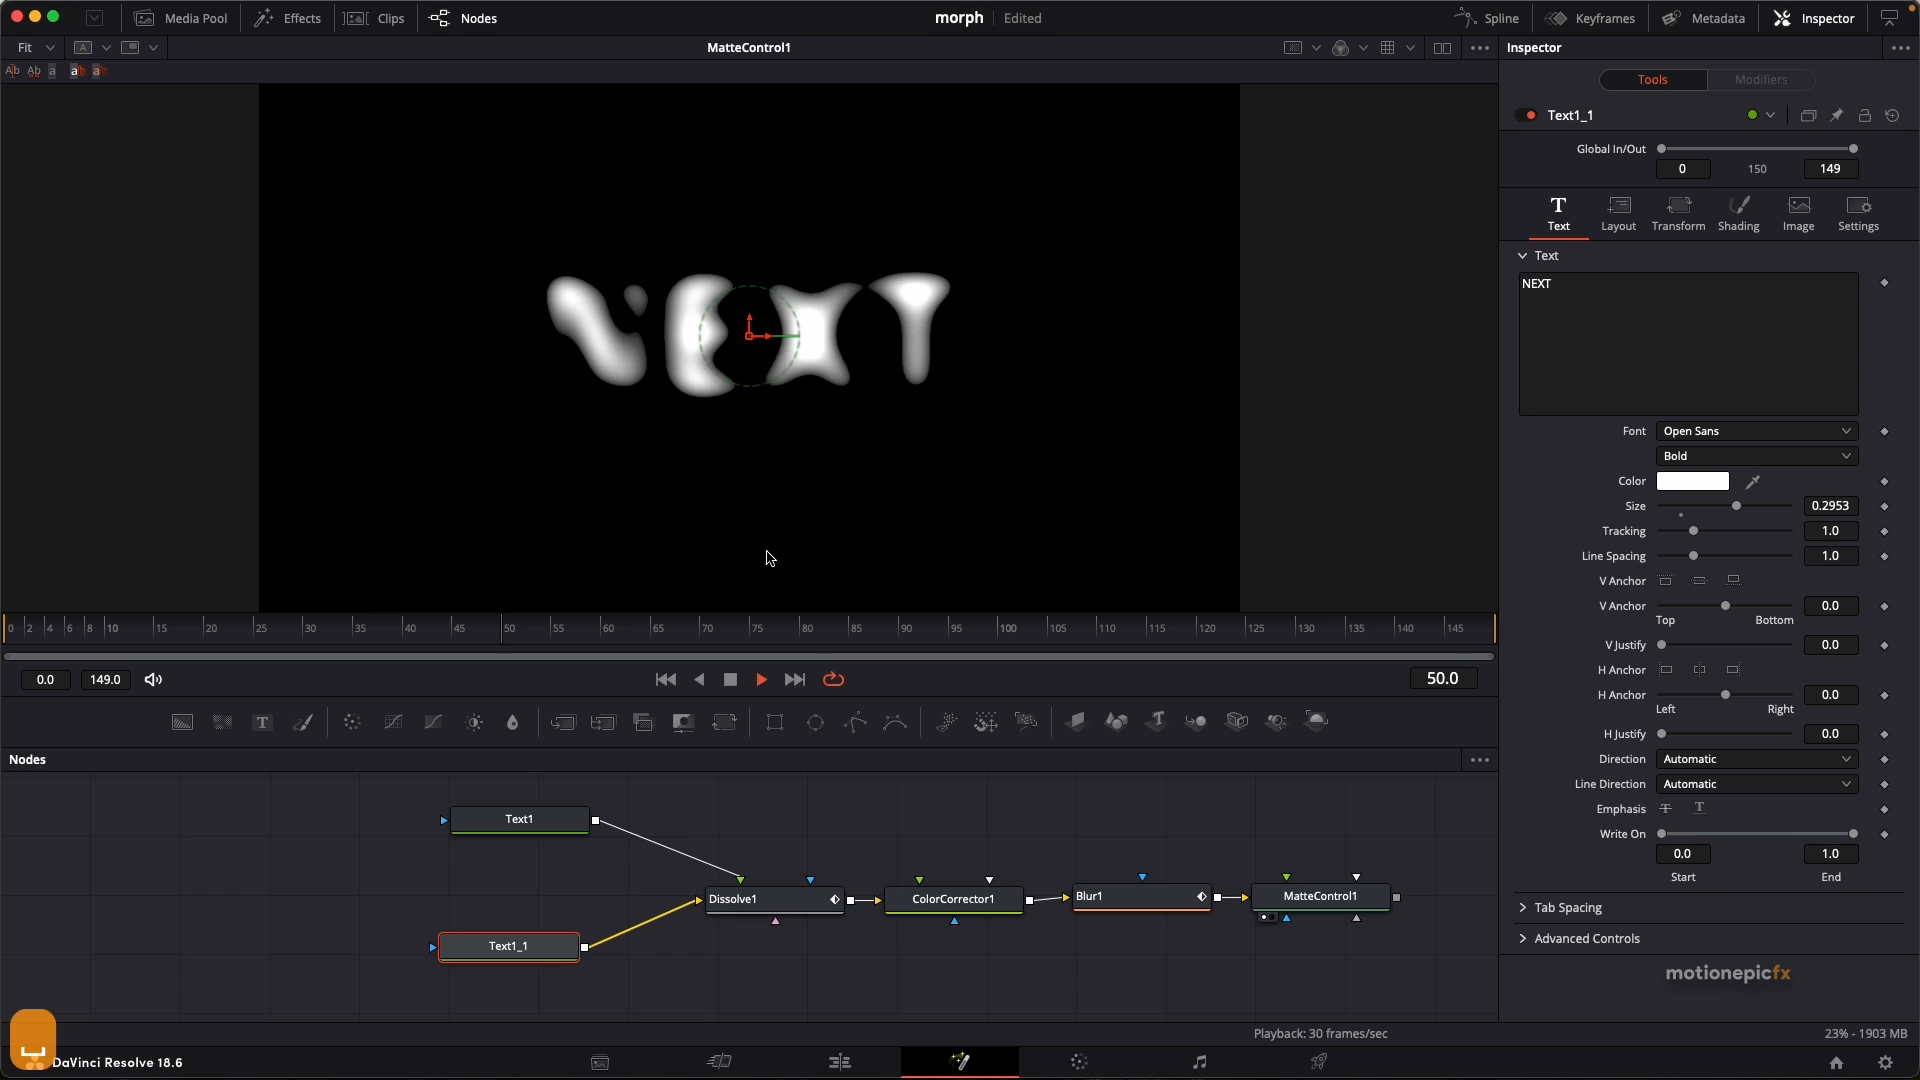 Media Pool
Effects
Clips
Nodes
morph
Edited
Spline
Keyframes
Metadata
Inspector
Fit
A
MatteControl1
Inspector
Tools
Modifiers
Text1_1
Global In/Out
0
150
149
T
Text
Layout
Transform
Shading
Image
Settings
Text
NEXT
NEXT
Font
Open Sans
Bold
Color
Size
0.2953
Tracking
1.0
Line Spacing
1.0
V Anchor
V Anchor
0.0
Top
Bottom
V Justify
0.0
H Anchor
H Anchor
0.0
Left
Right
H Justify
0.0
Direction
Automatic
Line Direction
Automatic
Emphasis
Write On
0.0
1.0
Start
End
Tab Spacing
Advanced Controls
motionepicfx
0 2 4 6 8 10 15 20 25 30 35 40 45 50 55 60 65 70 75 80 85 90 95 100 105 110 115 120 125 130 135 140 145
0.0
149.0
50.0
Nodes
Text1
Dissolve1
ColorCorrector1
Blur1
MatteControl1
Text1_1
Playback: 30 frames/sec
23% - 1903 MB
DaVinci Resolve 18.6